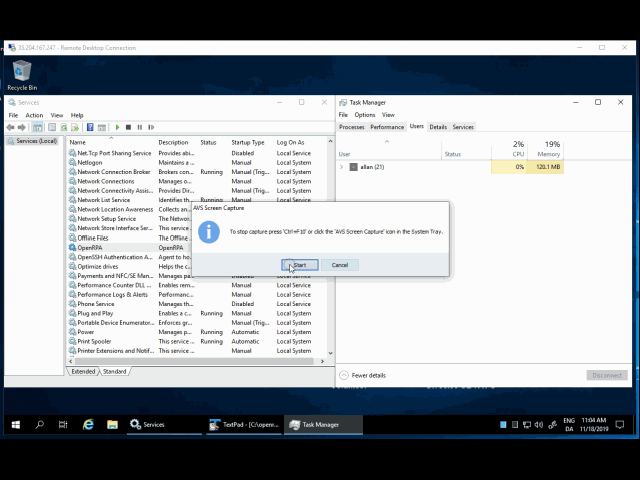 35.204.167.247 - Remote Desktop Connection
Recycle Bin
Services
File Action View Help
Services (Local)
Name Description Status Startup Type Log On As
Net.Tcp Port Sharing Service Provides abi... Disabled Local Service
Netlogon Maintains a ... Manual Local System
Network Connection Broker Brokers con... Running Manual (Trig... Local System
Network Connections Manages o... Manual Local System
Network Connectivity Assis... Provides Dir... Manual (Trig... Local System
Network List Service Identifies th... Running Manual Local Service
Network Location Awareness Collects an...
Network Setup Service The Networ...
Network Store Interface Ser... This service ...
Offline Files The Offline ...
OpenRPA OpenRPA
OpenSSH Authentication A... Agent to ho...
Optimize drives Helps the c...
Payments and NFC/SE Man... Disabled Local Service
Performance Counter DLL ... Enables rem... Manual Local Service
Performance Logs & Alerts Performanc... Manual Local Service
Phone Service Manages th... Disabled Local Service
Plug and Play Enables a c... Running Manual Local System
Portable Device Enumerator... Enforces gr... Manual (Trig... Local System
Power Manages p... Running Automatic Local System
Print Spooler This service ... Running Automatic Local System
Printer Extensions and Notif... This service ... Manual Local System
Extended Standard
AVS Screen Capture
To stop capture press 'Ctrl+F10' or click the 'AVS Screen Capture' icon in the System Tray.
Start Cancel
Task Manager
File Options View
Processes Performance Users Details Services
2% 19%
User Status CPU Memory
allan (21) 0% 120.1 MB
Fewer details Disconnect
Services
TextPad - [C:\openr...
Task Manager
ENG 11:04 AM
DA 11/18/2019